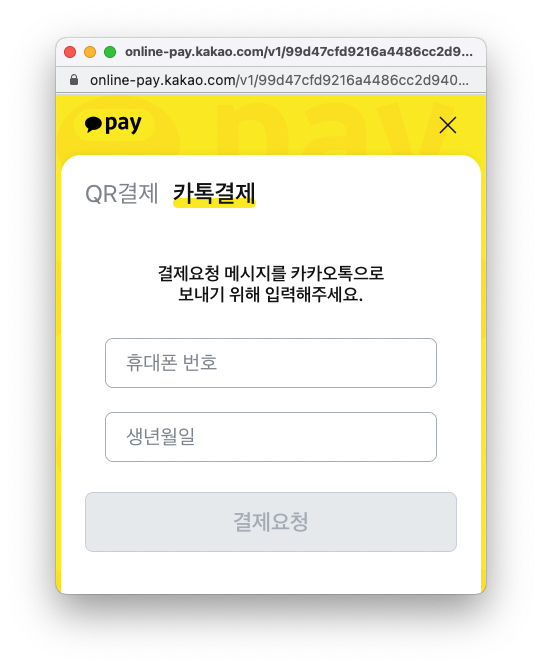 online-pay.kakao.com/v1/99d47cfd9216a4486cc2d9...
online-pay.kakao.com/v1/99d47cfd9216a4486cc2d940...
pay
QR결제 카톡결제
결제요청 메시지를 카카오톡으로
보내기 위해 입력해주세요.
휴대폰 번호
생년월일
결제요청